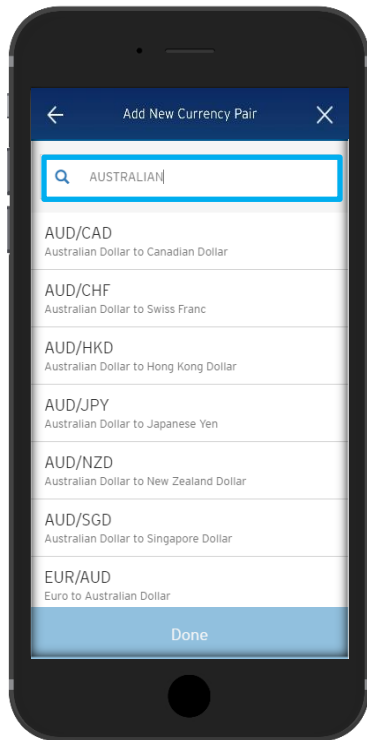 Add New Currency Pair
AUSTRALIAN
AUD/CAD
Australian Dollar to Canadian Dollar
AUD/CHF
Australian Dollar to Swiss Franc
AUD/HKD
Australian Dollar to Hong Kong Dollar
AUD/JPY
Australian Dollar to Japanese Yen
AUD/NZD
Australian Dollar to New Zealand Dollar
AUD/SGD
Australian Dollar to Singapore Dollar
EUR/AUD
Euro to Australian Dollar
Done